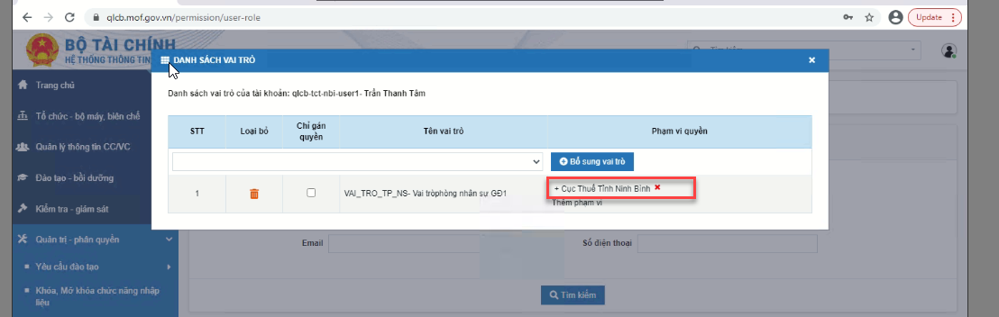 qlcb.mof.gov.vn/permission/user-role
Update
BỘ TÀI CHÍNH
HỆ THỐNG THÔNG TIN
DANH SÁCH VAI TRÒ
Trang chủ
Danh sách vai trò của tài khoản: qlcb-tct-nbi-user1- Trần Thanh Tâm
Tổ chức - bộ máy, biên chế
STT
Loại bỏ
Chỉ gán quyền
Tên vai trò
Phạm vi quyền
Quản lý thông tin CC/VC
Bổ sung vai trò
Đào tạo - bồi dưỡng
1
VAI_TRO_TP_NS- Vai tròphòng nhân sự GĐ1
+ Cục Thuế Tỉnh Ninh Bình
Thêm phạm vi
Kiểm tra - giám sát
Quản trị - phân quyền
Email
Số điện thoại
Yêu cầu đào tạo
Khóa, Mở khóa chức năng nhập
liệu
Tìm kiếm